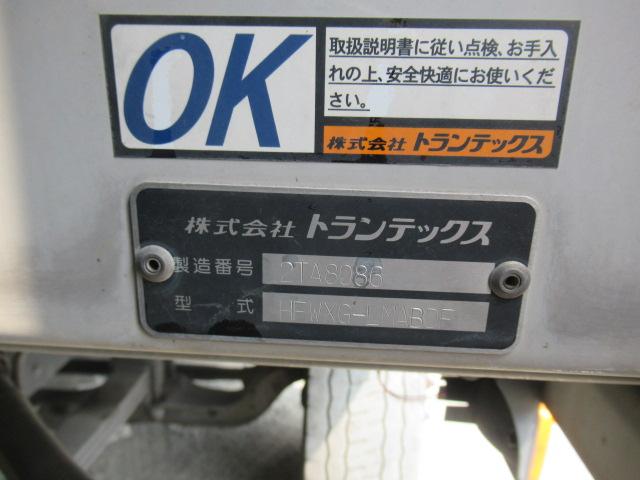 OK
取扱説明書に従い点検、お手入
れの上、安全快適にお使いくだ
さい。
株式会社 トランテックス
株式会社 トランテックス
製造番号 2TA8086
型式